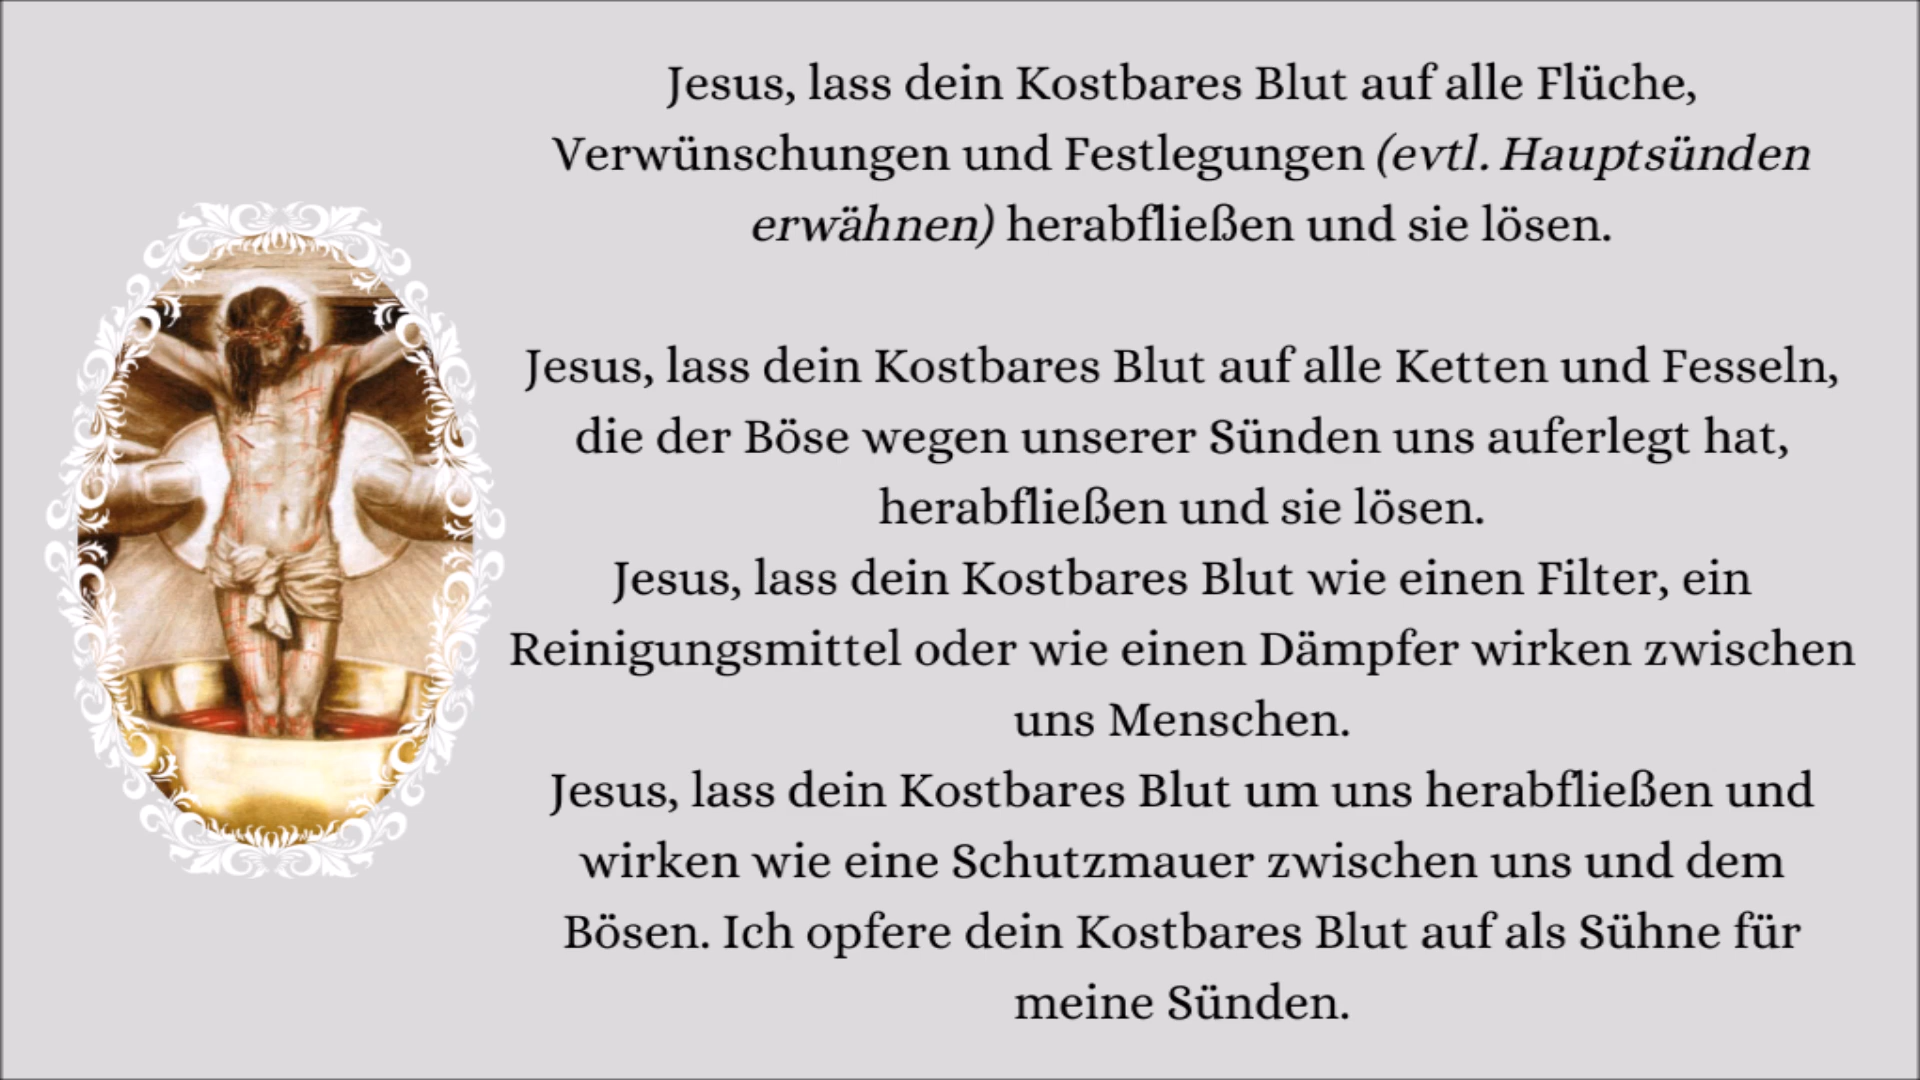 Jesus, lass dein Kostbares Blut auf alle Flüche,
Verwünschungen und Festlegungen (evtl. Hauptsünden
erwähnen) herabfließen und sie lösen.
Jesus, lass dein Kostbares Blut auf alle Ketten und Fesseln,
die der Böse wegen unserer Sünden uns auferlegt hat,
herabfließen und sie lösen.
Jesus, lass dein Kostbares Blut wie einen Filter, ein
Reinigungsmittel oder wie einen Dämpfer wirken zwischen
uns Menschen.
Jesus, lass dein Kostbares Blut um uns herabfließen und
wirken wie eine Schutzmauer zwischen uns und dem
Bösen. Ich opfere dein Kostbares Blut auf als Sühne für
meine Sünden.